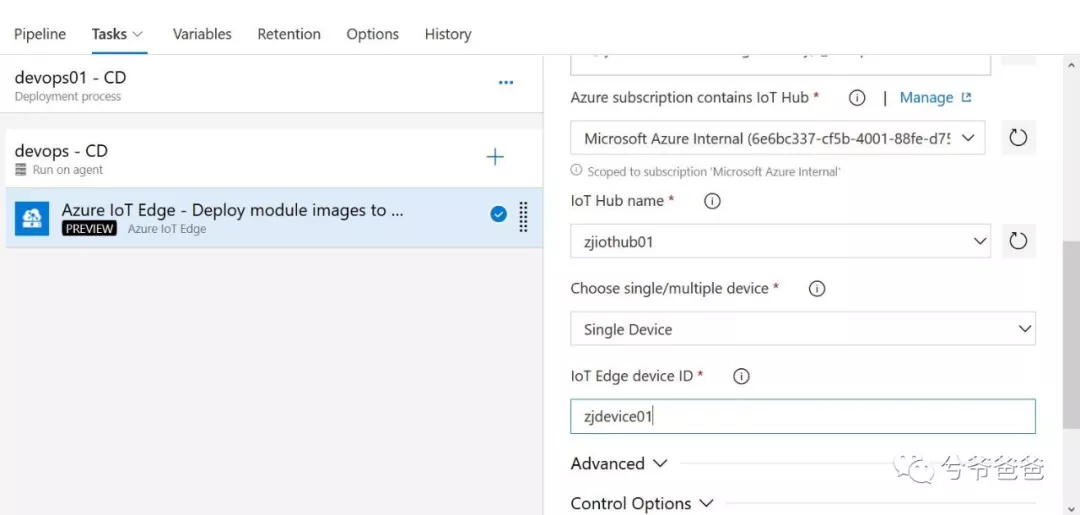 Pipeline Tasks Variables Retention Options History
devops01 - CD
Deployment process
devops - CD
Run on agent
Azure IoT Edge - Deploy module images to ...
PREVIEW Azure IoT Edge
Azure subscription contains IoT Hub * | Manage
Microsoft Azure Internal (6e6bc337-cf5b-4001-88fe-d75
Scoped to subscription 'Microsoft Azure Internal'
IoT Hub name *
zjiothub01
Choose single/multiple device *
Single Device
IoT Edge device ID *
zjdevice01
Advanced
Control Options
兮爷爸爸